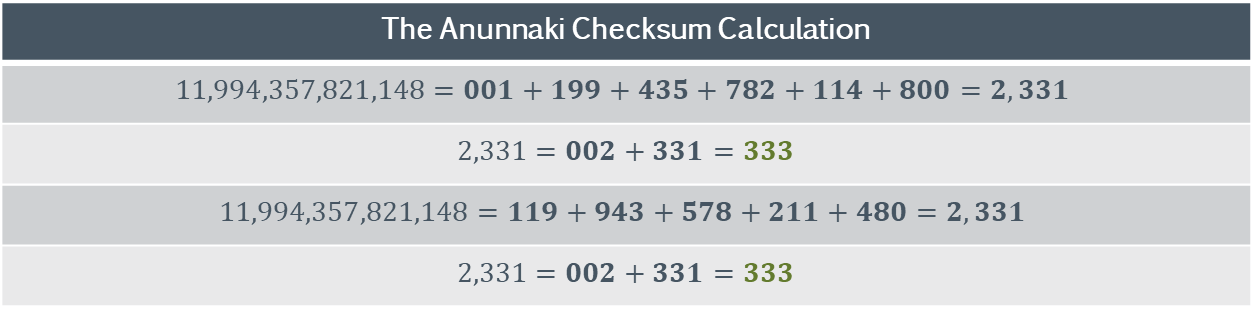 The Anunnaki Checksum Calculation
11,994,357,821,148 = 001 + 199 + 435 + 782 + 114 + 800 = 2,331
2,331 = 002 + 331 = 333
11,994,357,821,148 = 119 + 943 + 578 + 211 + 480 = 2,331
2,331 = 002 + 331 = 333